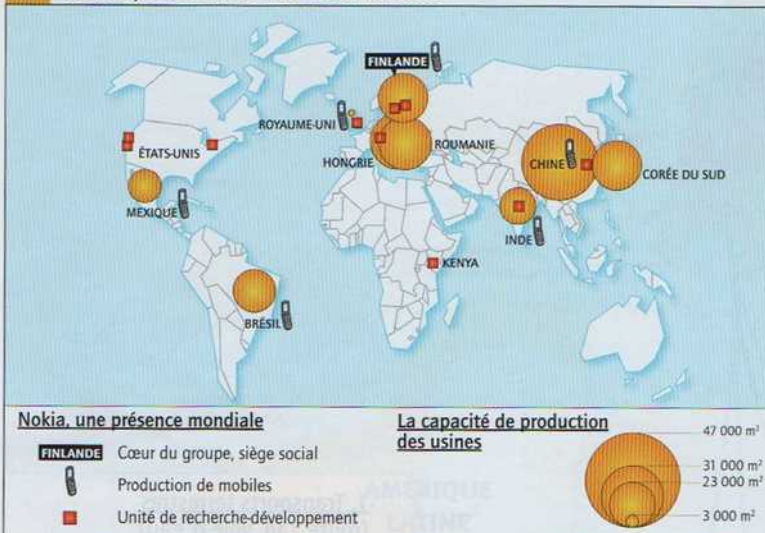 FINLANDE
ROYAUME-UNI
ÉTATS-UNIS
HONGRIE
ROUMANIE
CHINE
CORÉE DU SUD
MEXIQUE
INDE
KENYA
BRÉSIL
Nokia, une présence mondiale
FINLANDE Cœur du groupe, siège social
Production de mobiles
Unité de recherche-développement
La capacité de production
des usines
47 000 m²
31 000 m²
23 000 m²
3 000 m²